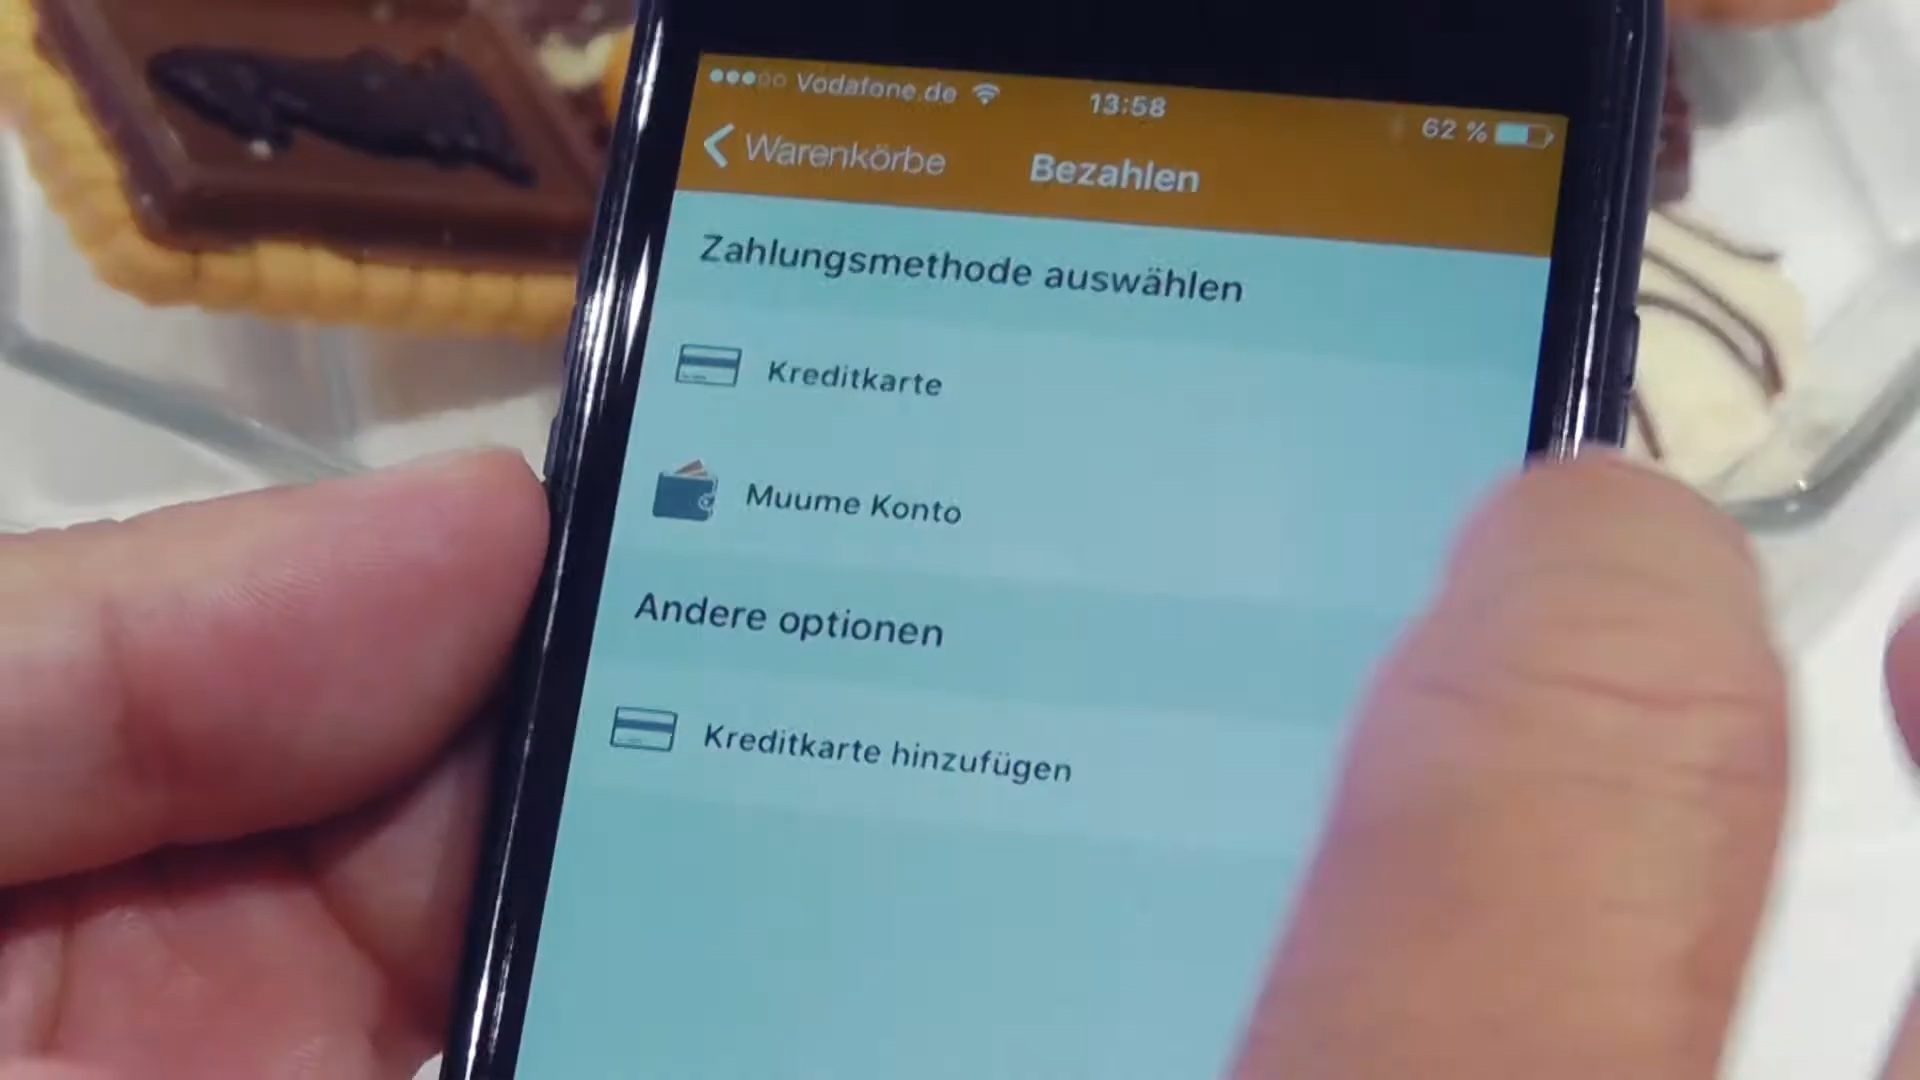 Vodafone.de 13:58 62 %
Warenkörbe Bezahlen
Zahlungsmethode auswählen
Kreditkarte
Muume Konto
Andere optionen
Kreditkarte hinzufügen